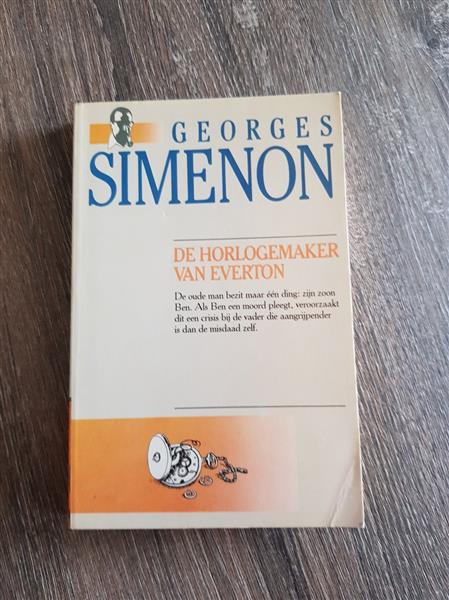 GEORGES
SIMENON
DE HORLOGEMAKER
VAN EVERTON
De oude man bezit maar één ding: zijn zoon
Ben. Als Ben een moord pleegt, veroorzaakt
dit een crisis bij de vader die aangrijpender
is dan de misdaad zelf.